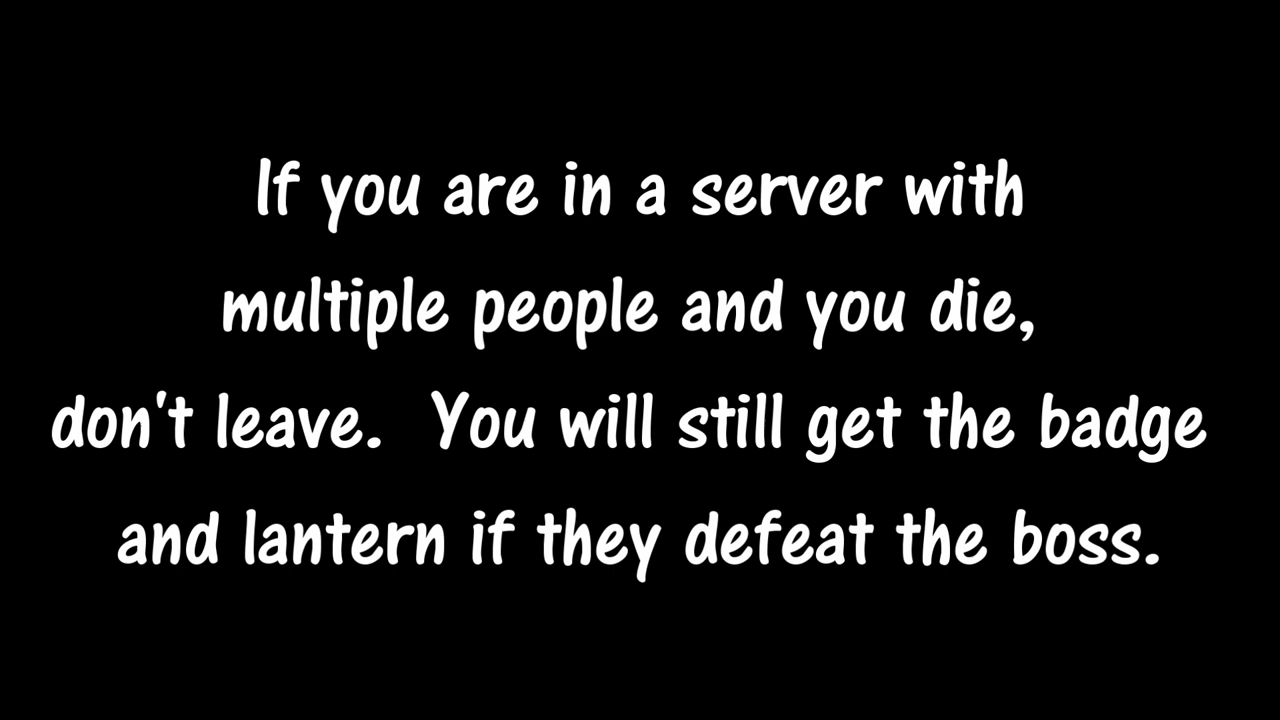 If you are in a server with
multiple people and you die,
don't leave.  You will still get the badge
and lantern if they defeat the boss.